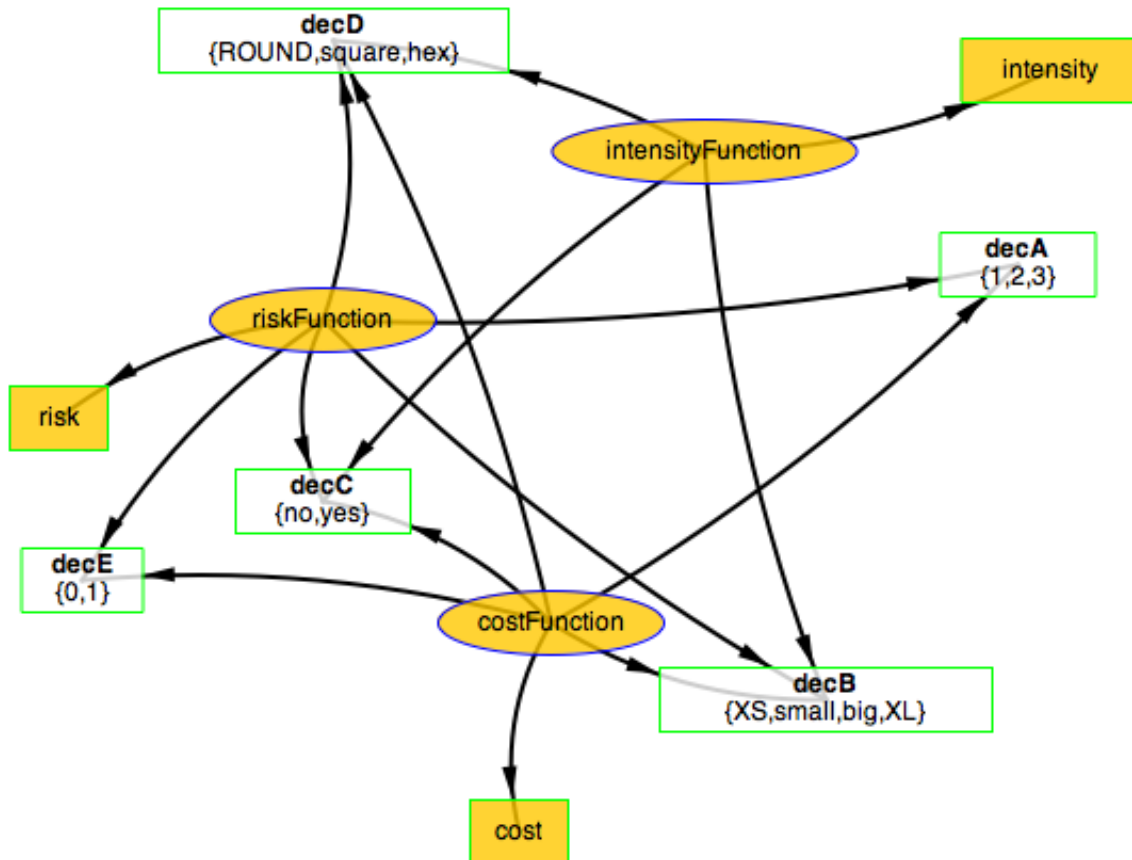 decD
{ROUND,square,hex}
intensity
intensityFunction
decA
{1,2,3}
riskFunction
risk
decC
{no,yes}
decE
{0,1}
costFunction
decB
{XS,small,big,XL}
cost